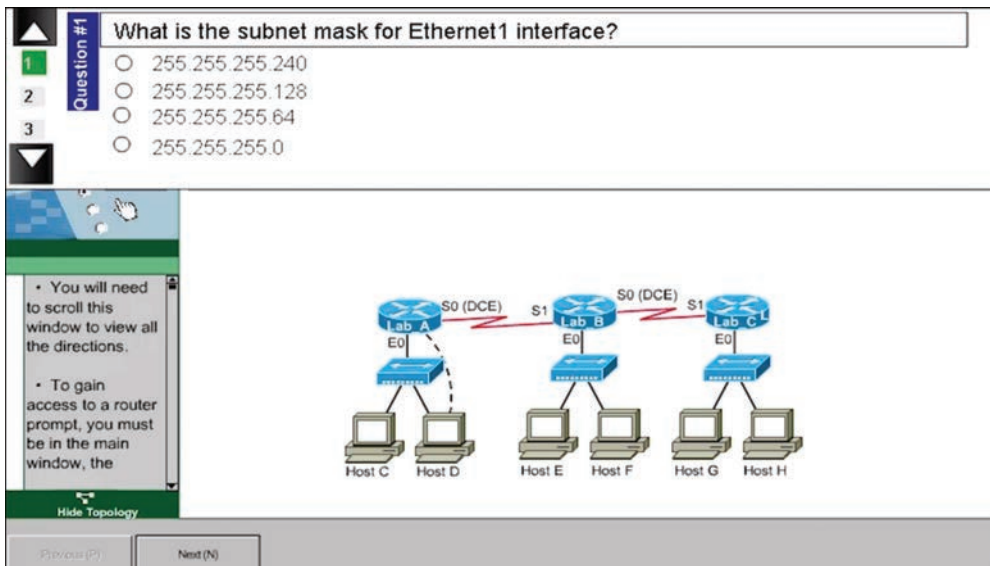 Question #1
What is the subnet mask for Ethernet1 interface?
1
2
3
255.255.255.240
255.255.255.128
255.255.255.64
255.255.255.0
• You will need
to scroll this
window to view all
the directions.
• To gain
access to a router
prompt, you must
be in the main
window, the
Hide Topology
S0 (DCE)
S1
S0 (DCE)
S1
Lab A
Lab B
Lab C
E0
E0
E0
Host C
Host D
Host E
Host F
Host G
Host H
Previous (P)
Next (N)